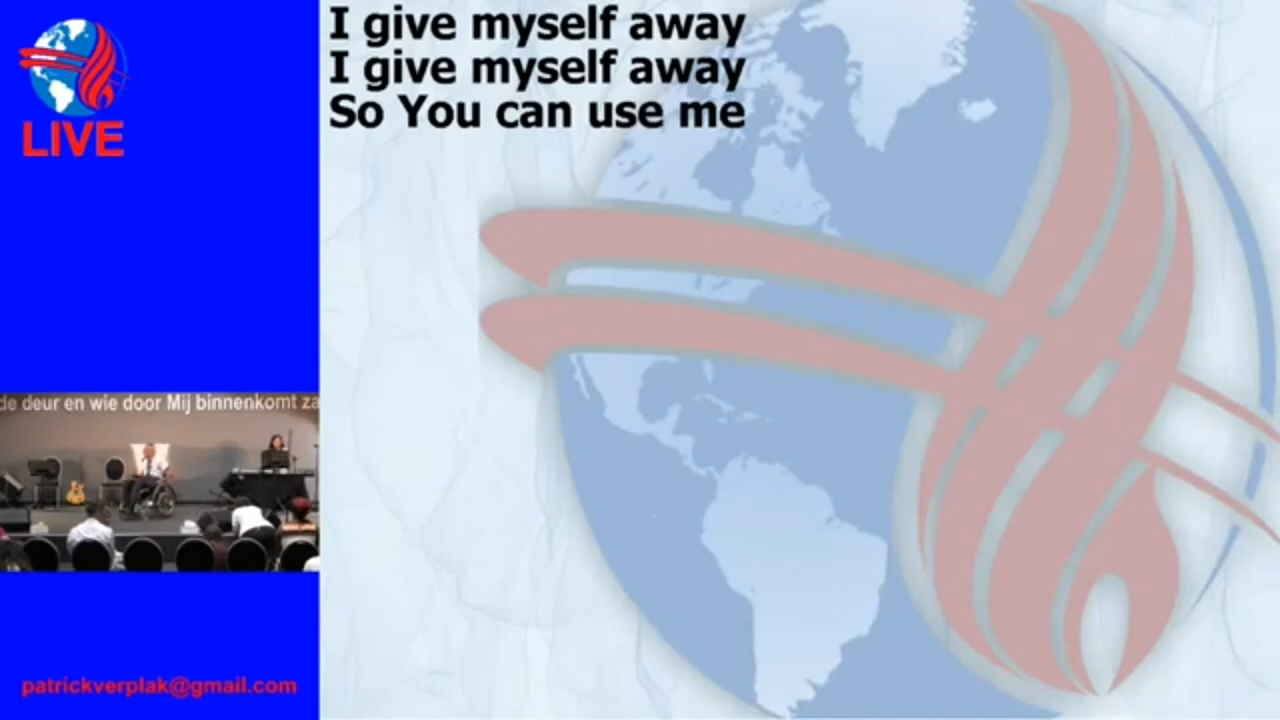 I give myself away
I give myself away
So You can use me
LIVE
de deur en wie door Mij binnenkomt za
patrickverplak@gmail.com